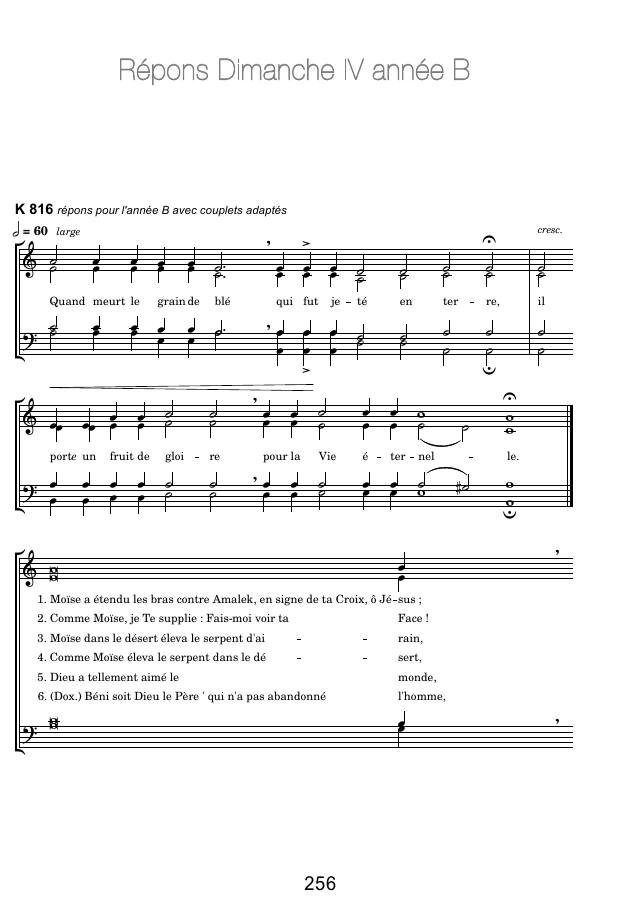 Répons Dimanche IV année B
K 816 répons pour l'année B avec couplets adaptés
= 60 large
cresc.
Quand meurt le grain de blé qui fut je - té en ter - re, il
porte un fruit de gloi - re pour la Vie é - ter - nel - le.
1. Moïse a étendu les bras contre Amalek, en signe de ta Croix, ô Jé-sus ;
2. Comme Moïse, je Te supplie : Fais-moi voir ta Face !
3. Moïse dans le désert éleva le serpent d'ai - - rain,
4. Comme Moïse éleva le serpent dans le dé - - sert,
5. Dieu a tellement aimé le monde,
6. (Dox.) Béni soit Dieu le Père ' qui n'a pas abandonné l'homme,
256